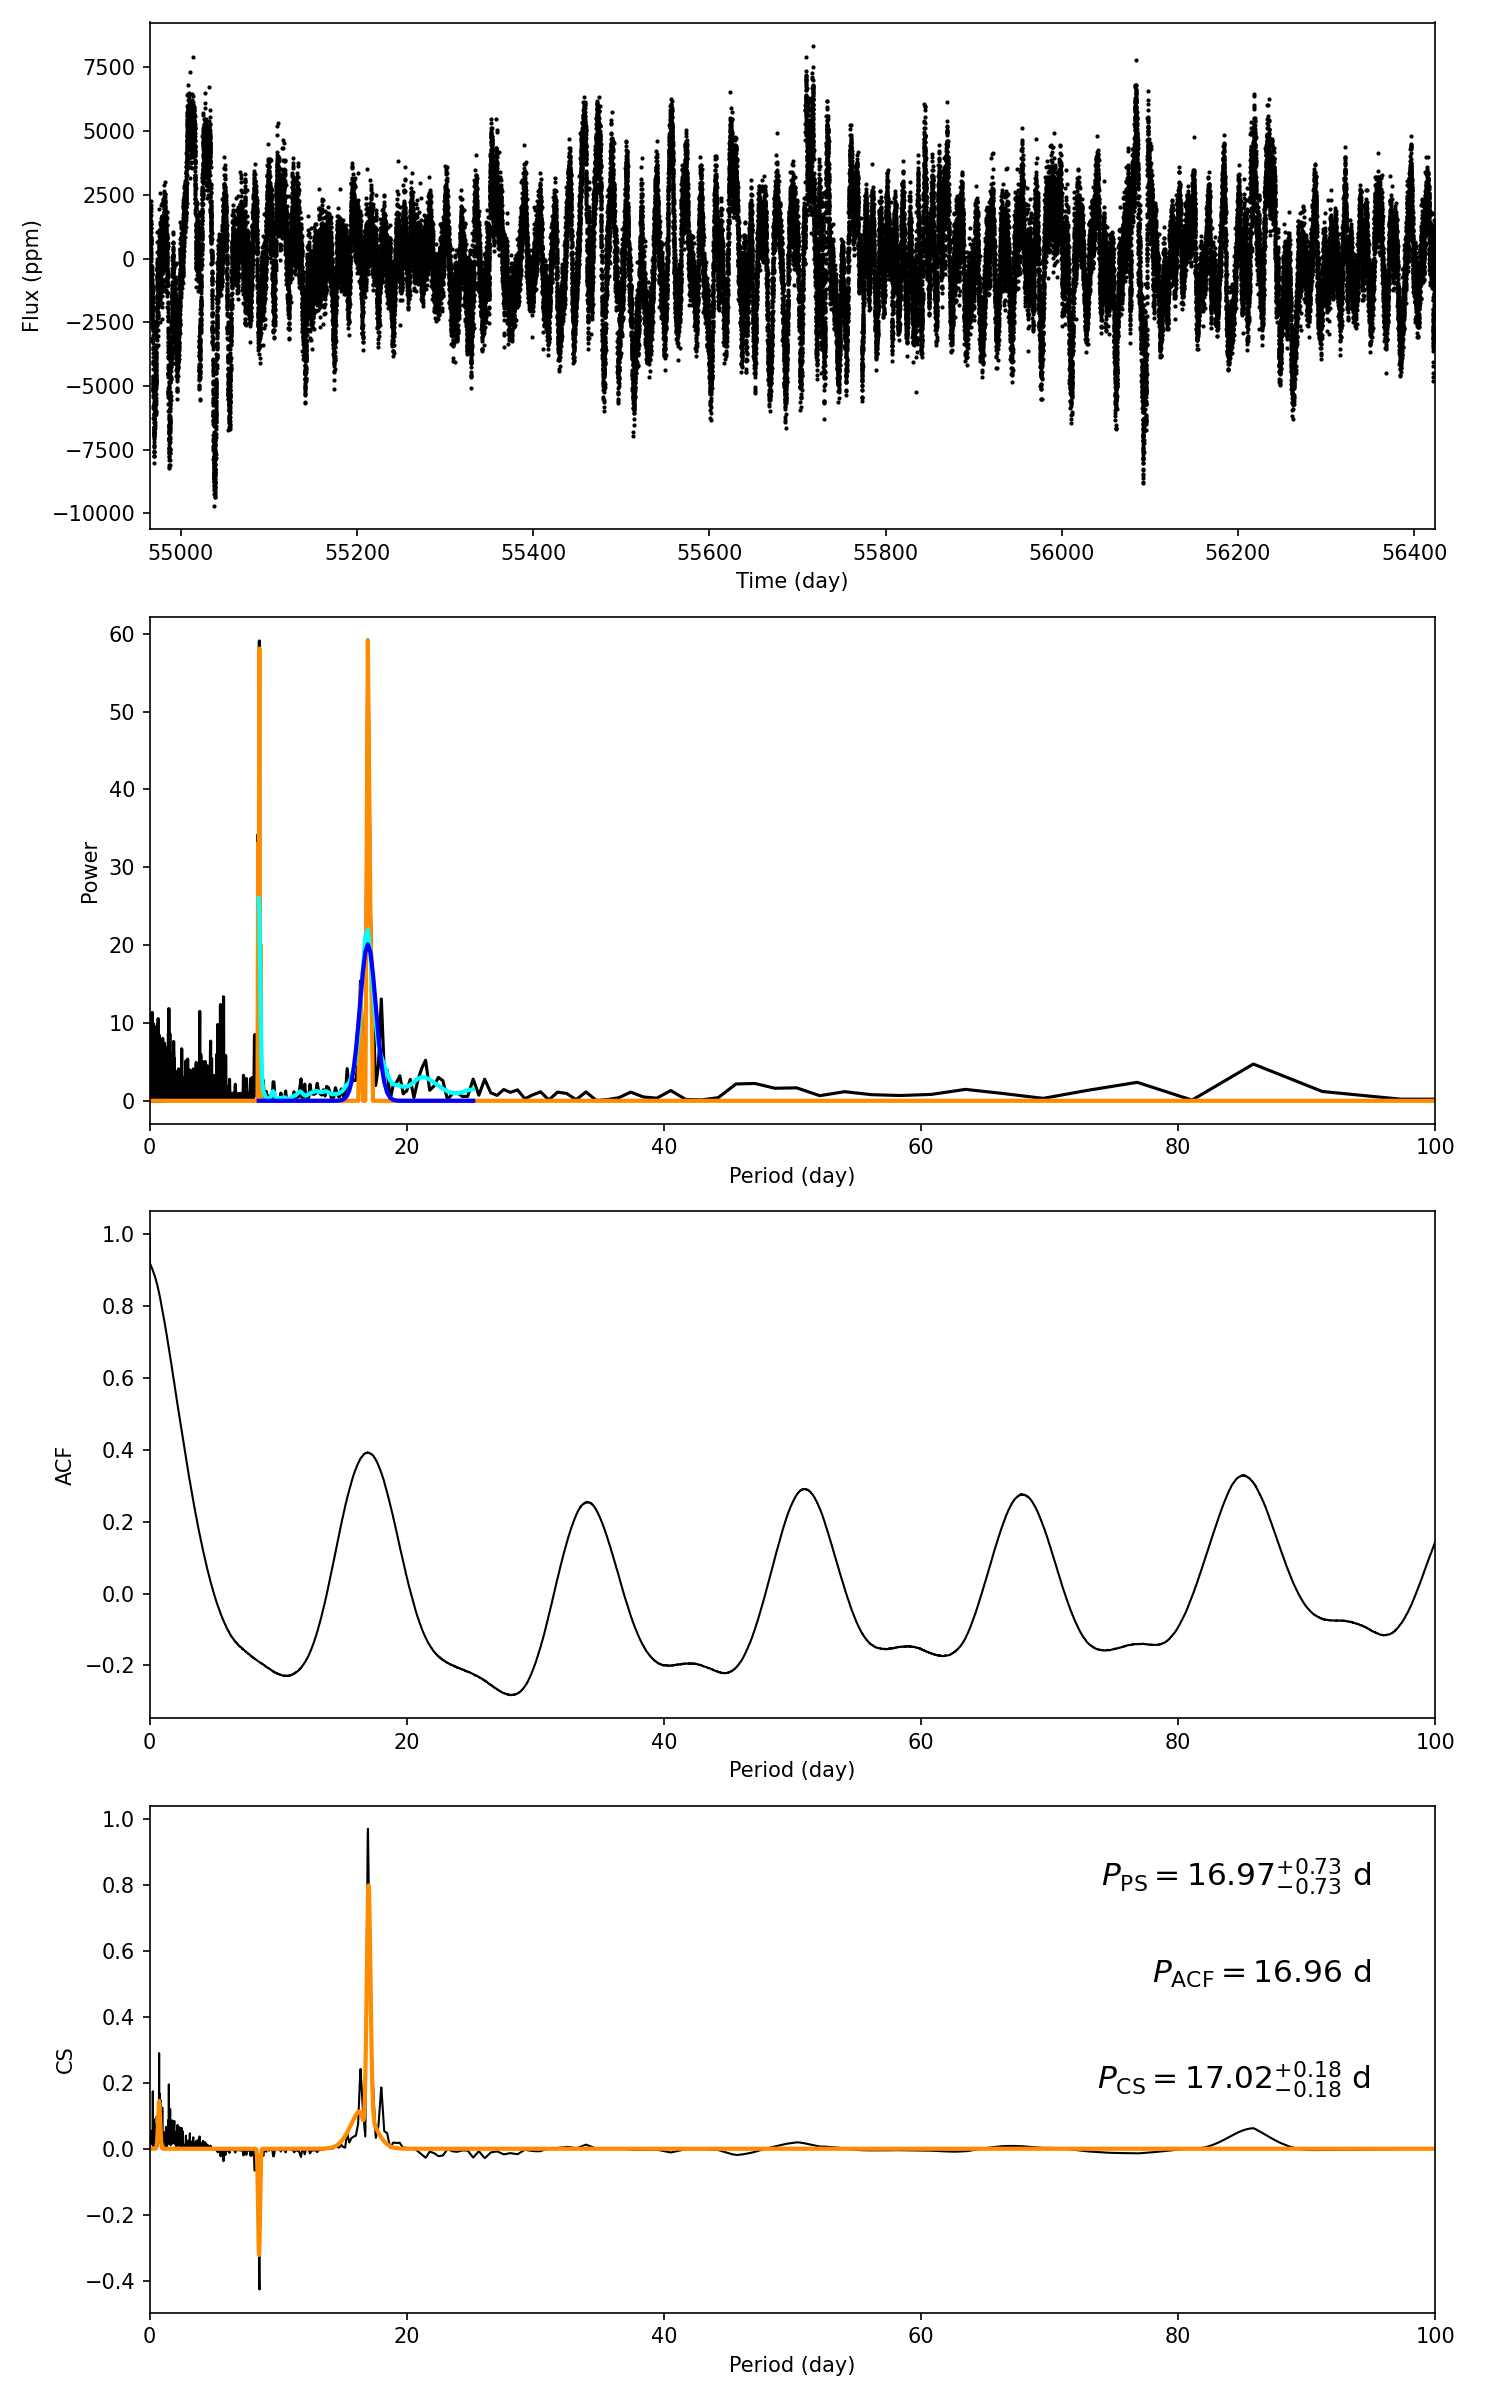 7500
5000
2500
0
−2500
−5000
−7500
−10000
Flux (ppm)
55000 55200 55400 55600 55800 56000 56200 56400
Time (day)
60
50
40
30
20
10
0
Power
0 20 40 60 80 100
Period (day)
1.0
0.8
0.6
0.4
0.2
0.0
−0.2
ACF
0 20 40 60 80 100
Period (day)
1.0
0.8
0.6
0.4
0.2
0.0
−0.2
−0.4
CS
P_PS = 16.97^{+0.73}_{−0.73} d
P_ACF = 16.96 d
P_CS = 17.02^{+0.18}_{−0.18} d
0 20 40 60 80 100
Period (day)